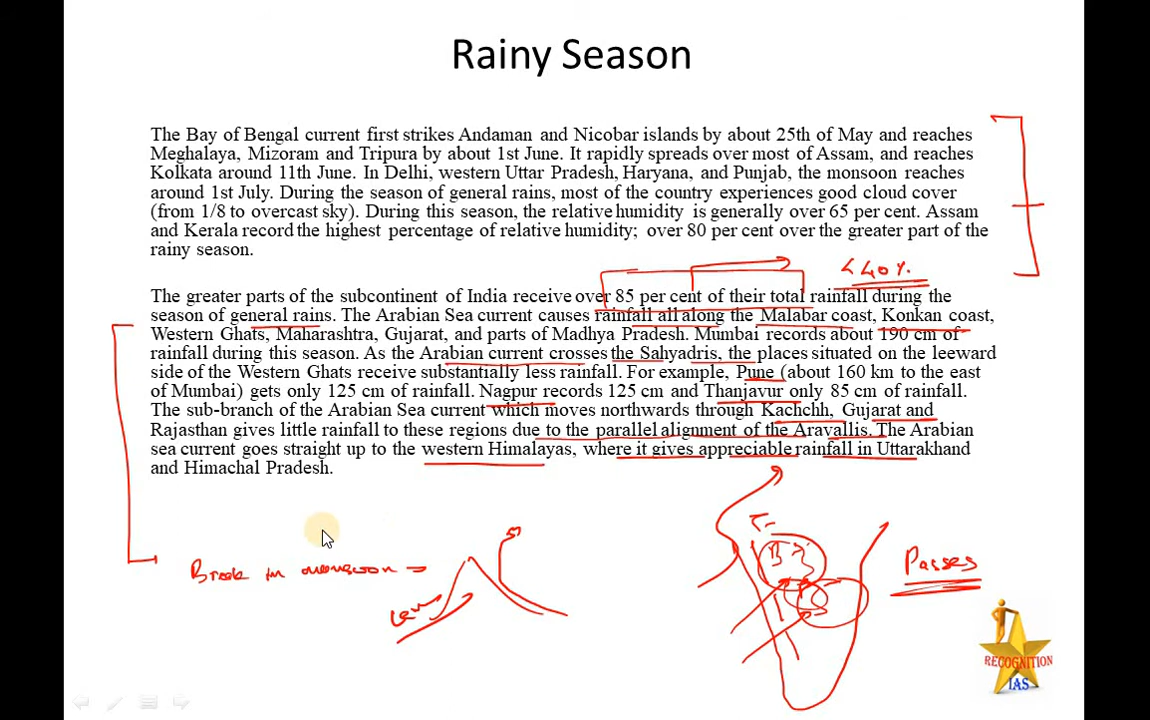 Rainy Season
The Bay of Bengal current first strikes Andaman and Nicobar islands by about 25th of May and reaches
Meghalaya, Mizoram and Tripura by about 1st June. It rapidly spreads over most of Assam, and reaches
Kolkata around 11th June. In Delhi, western Uttar Pradesh, Haryana, and Punjab, the monsoon reaches
around 1st July. During the season of general rains, most of the country experiences good cloud cover
(from 1/8 to overcast sky). During this season, the relative humidity is generally over 65 per cent. Assam
and Kerala record the highest percentage of relative humidity; over 80 per cent over the greater part of the
rainy season.
<40%
The greater parts of the subcontinent of India receive over 85 per cent of their total rainfall during the
season of general rains. The Arabian Sea current causes rainfall all along the Malabar coast, Konkan coast,
Western Ghats, Maharashtra, Gujarat, and parts of Madhya Pradesh. Mumbai records about 190 cm of
rainfall during this season. As the Arabian current crosses the Sahyadris, the places situated on the leeward
side of the Western Ghats receive substantially less rainfall. For example, Pune (about 160 km to the east
of Mumbai) gets only 125 cm of rainfall. Nagpur records 125 cm and Thanjavur only 85 cm of rainfall.
The sub-branch of the Arabian Sea current which moves northwards through Kachchh, Gujarat and
Rajasthan gives little rainfall to these regions due to the parallel alignment of the Aravallis. The Arabian
sea current goes straight up to the western Himalayas, where it gives appreciable rainfall in Uttarakhand
and Himachal Pradesh.
Break in monsoon
Passes
RECOGNITION
IAS